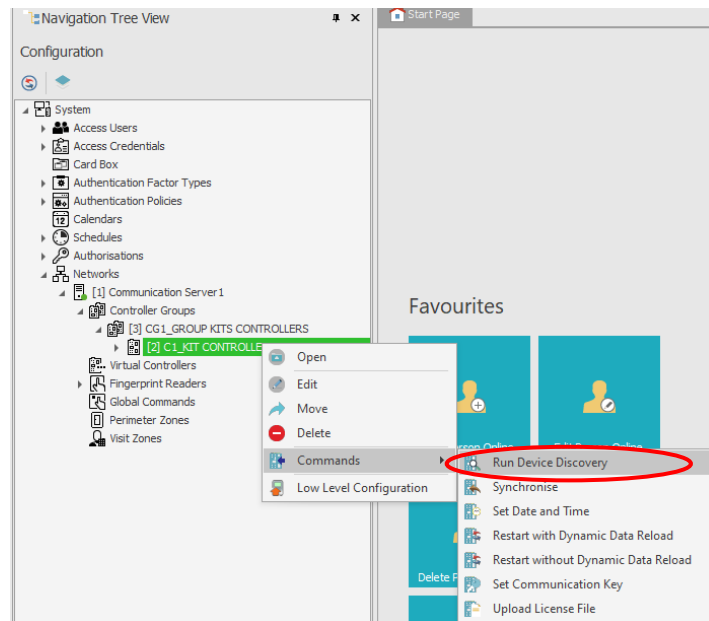 Navigation Tree View
Start Page
Configuration
System
Access Users
Access Credentials
Card Box
Authentication Factor Types
Authentication Policies
12 Calendars
Schedules
Authorisations
Networks
[1] Communication Server1
Controller Groups
[3] CG1_GROUP KITS CONTROLLERS
[2] C1_KIT CONTROLLE
Virtual Controllers
Fingerprint Readers
Global Commands
Perimeter Zones
Visit Zones
Favourites
Open
Edit
Move
Delete
Commands
Low Level Configuration
Run Device Discovery
Synchronise
Set Date and Time
Restart with Dynamic Data Reload
Restart without Dynamic Data Reload
Set Communication Key
Upload License File
Delete